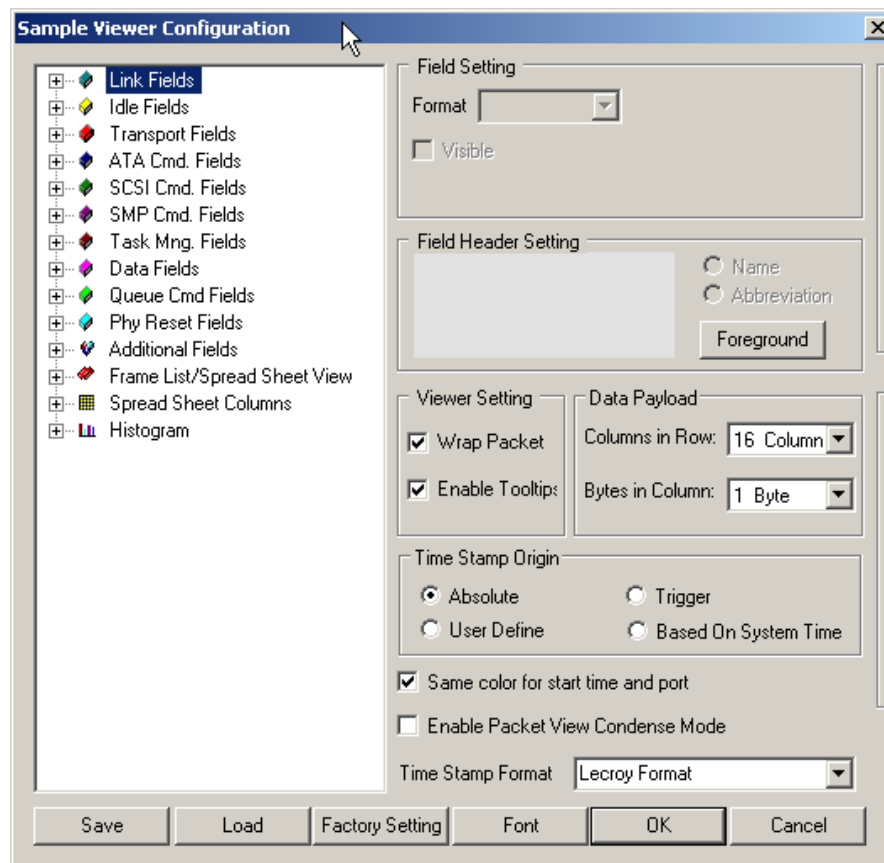 Sample Viewer Configuration
Link Fields
Idle Fields
Transport Fields
ATA Cmd. Fields
SCSI Cmd. Fields
SMP Cmd. Fields
Task Mng. Fields
Data Fields
Queue Cmd Fields
Phy Reset Fields
Additional Fields
Frame List/Spread Sheet View
Spread Sheet Columns
Histogram
Field Setting
Format
Visible
Field Header Setting
Name
Abbreviation
Foreground
Viewer Setting
Wrap Packet
Enable Tooltips
Data Payload
Columns in Row: 16 Column
Bytes in Column: 1 Byte
Time Stamp Origin
Absolute
Trigger
User Define
Based On System Time
Same color for start time and port
Enable Packet View Condense Mode
Time Stamp Format Lecroy Format
Save Load Factory Setting Font OK Cancel